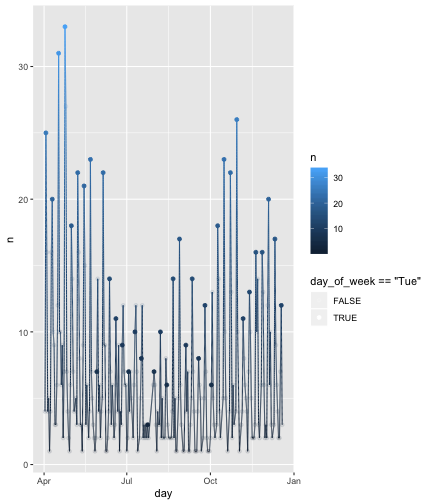 30
20
10
0
n
Apr
Jul
Oct
Jan
day
n
30
20
10
day_of_week == "Tue"
FALSE
TRUE